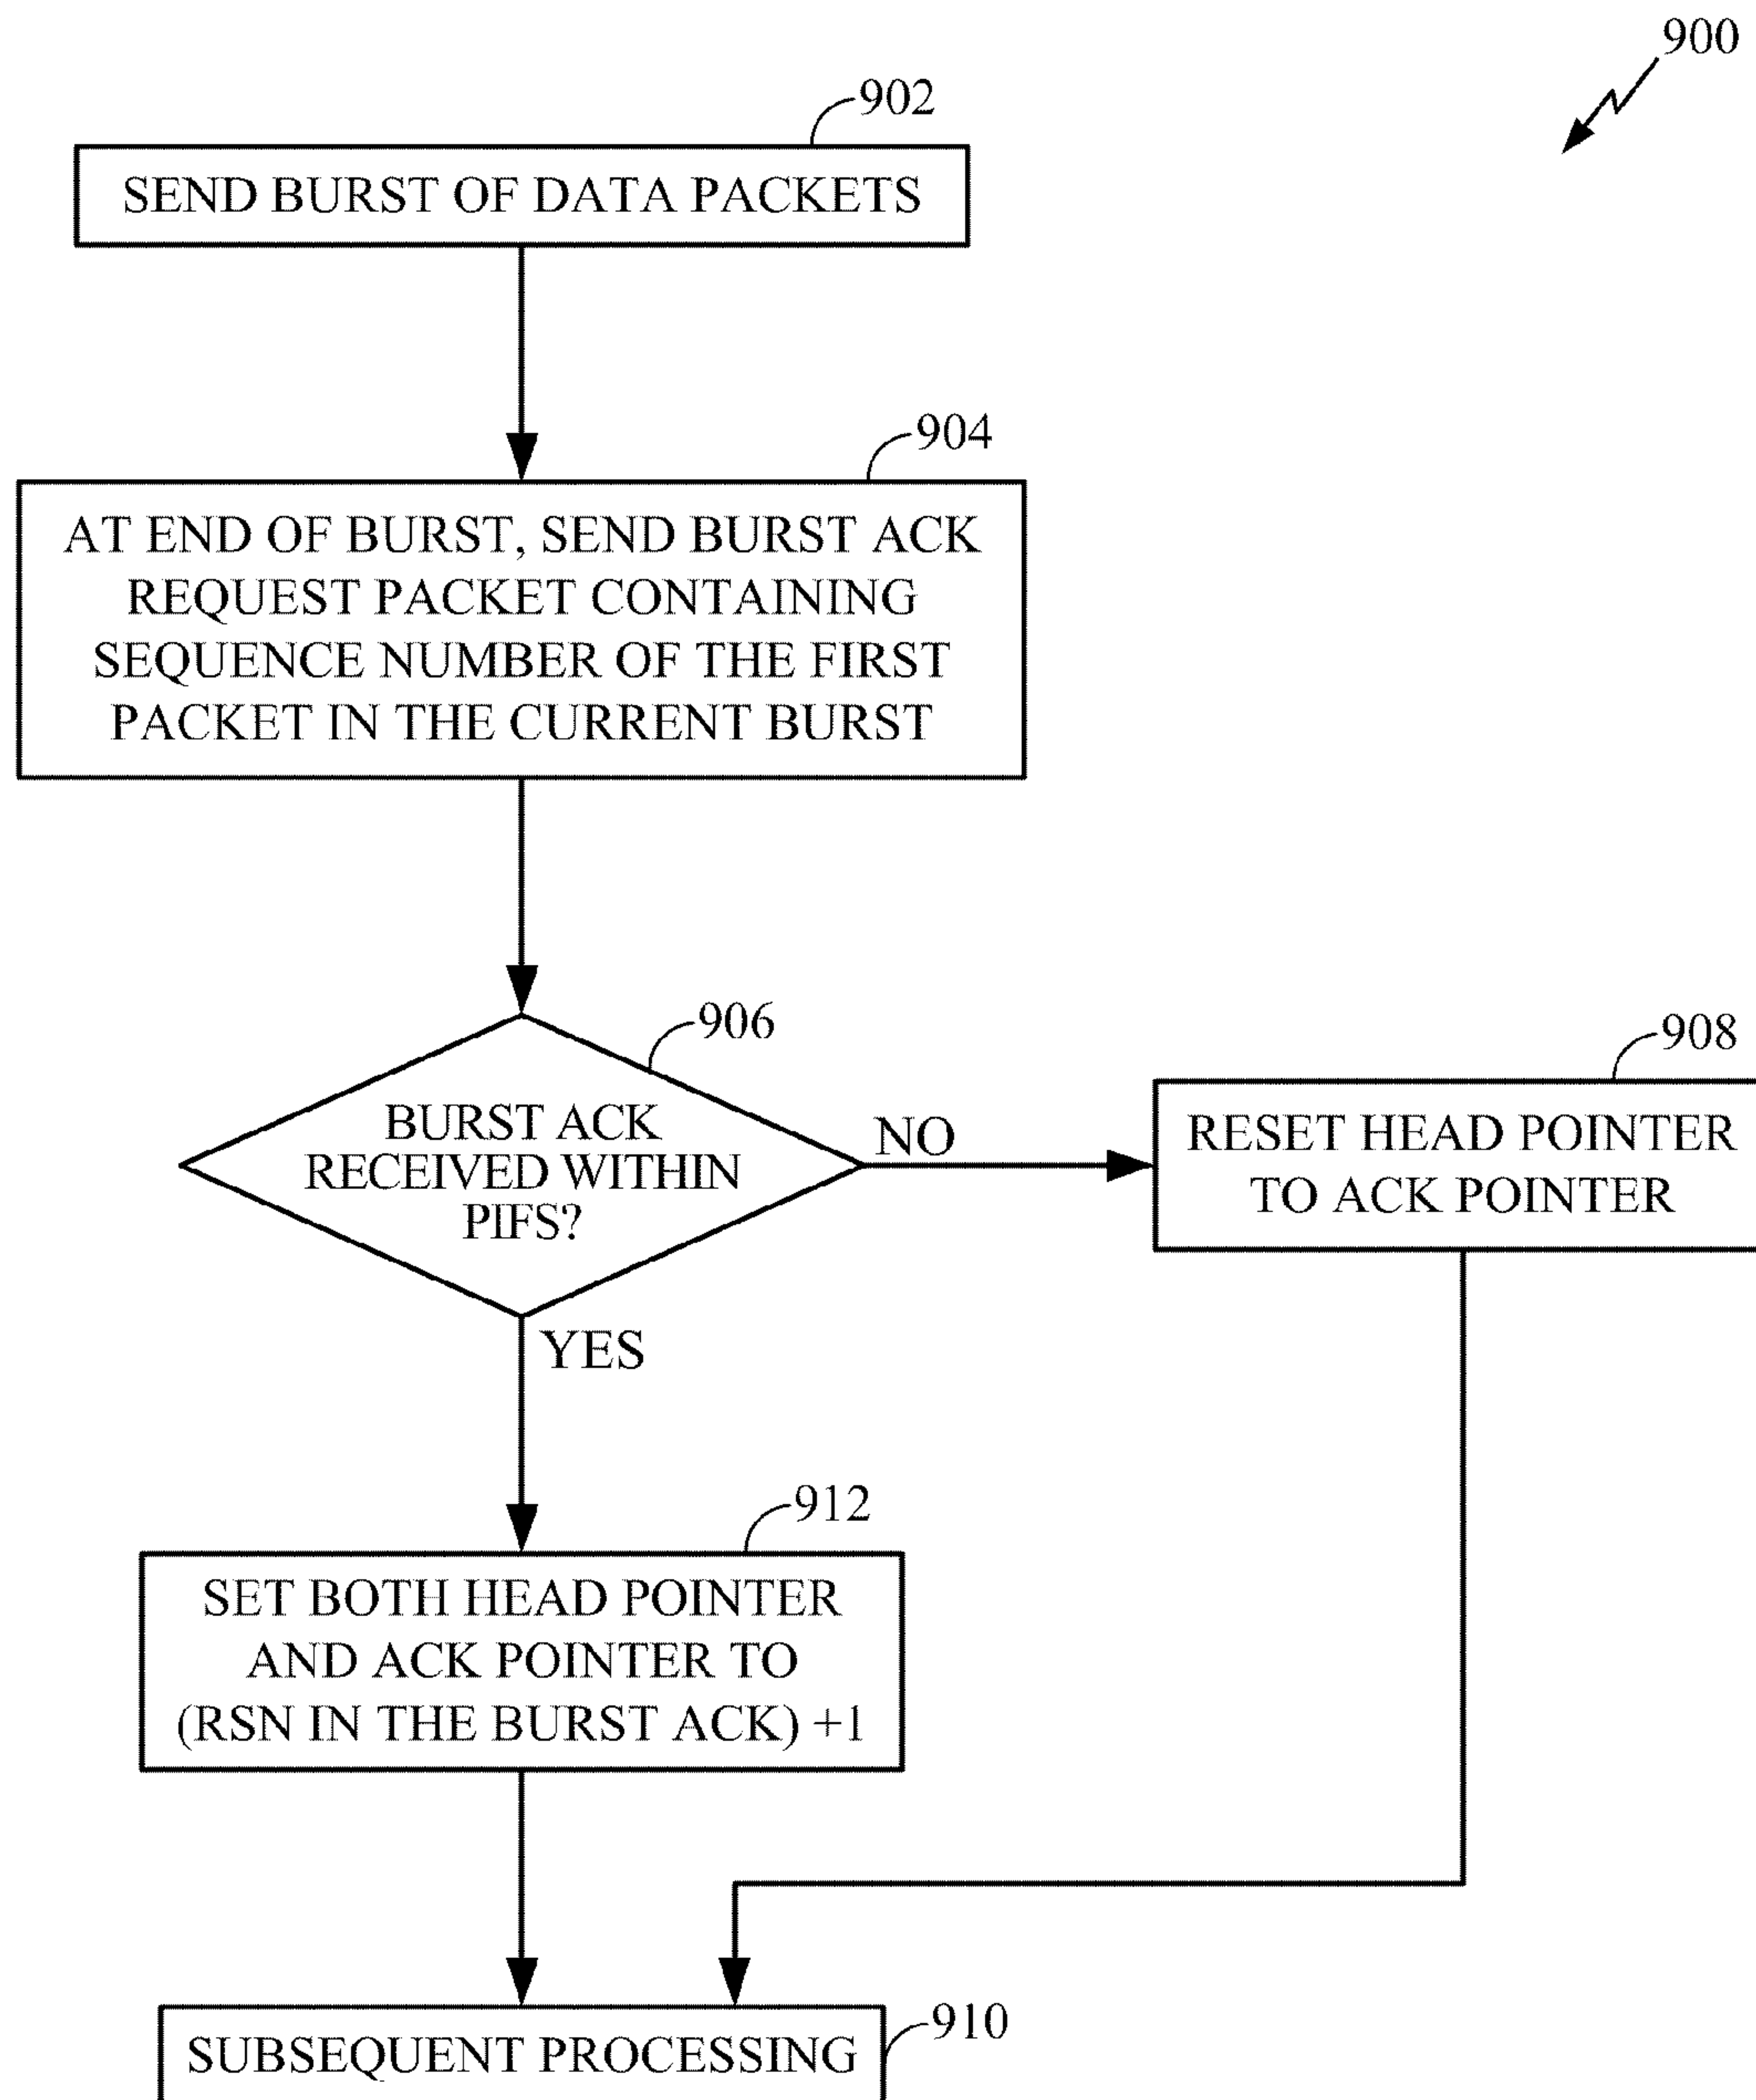 900
902
SEND BURST OF DATA PACKETS
904
AT END OF BURST, SEND BURST ACK
REQUEST PACKET CONTAINING
SEQUENCE NUMBER OF THE FIRST
PACKET IN THE CURRENT BURST
906
BURST ACK
RECEIVED WITHIN
PIFS?
NO
908
RESET HEAD POINTER
TO ACK POINTER
YES
912
SET BOTH HEAD POINTER
AND ACK POINTER TO
(RSN IN THE BURST ACK) +1
910
SUBSEQUENT PROCESSING